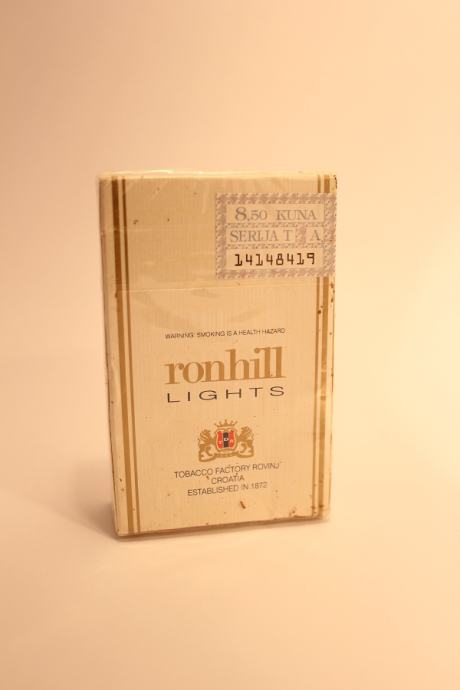 8,50 KUNA
SERIJA T A
14148419
WARNING: SMOKING IS A HEALTH HAZARD
ronhill
LIGHTS
TOBACCO FACTORY ROVINJ
CROATIA
ESTABLISHED IN 1872